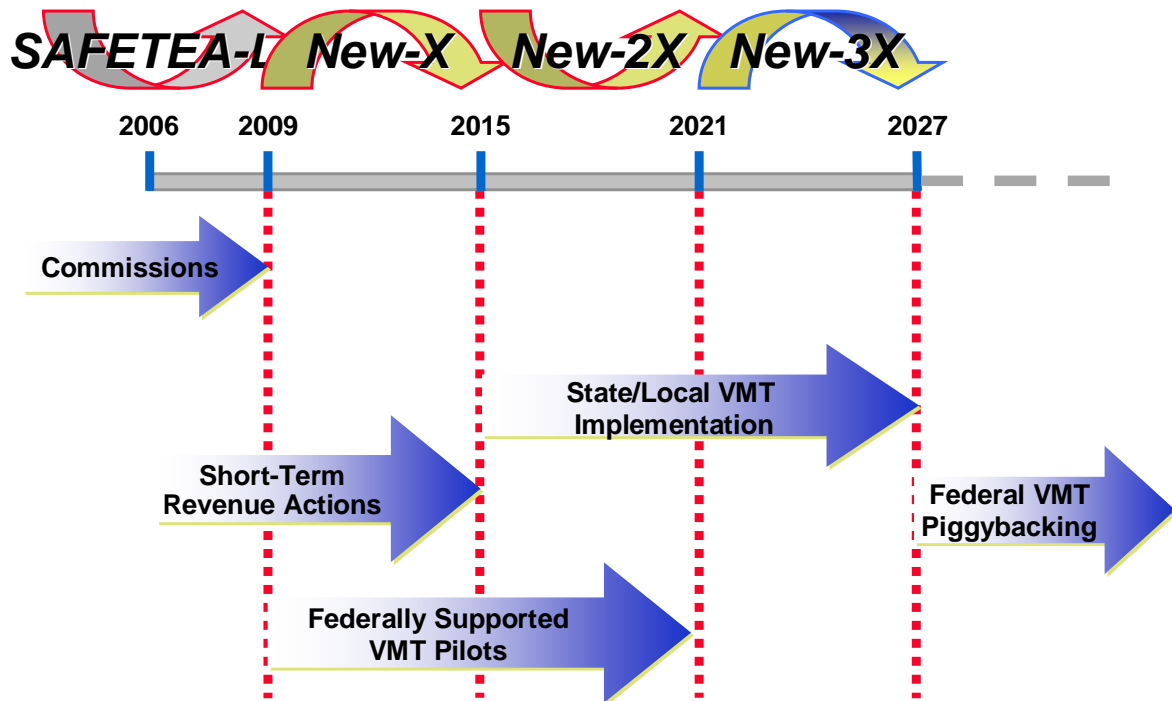 SAFETEA-L New-X New-2X New-3X
2006 2009 2015 2021 2027
Commissions
State/Local VMT
Implementation
Short-Term
Revenue Actions
Federal VMT
Piggybacking
Federally Supported
VMT Pilots